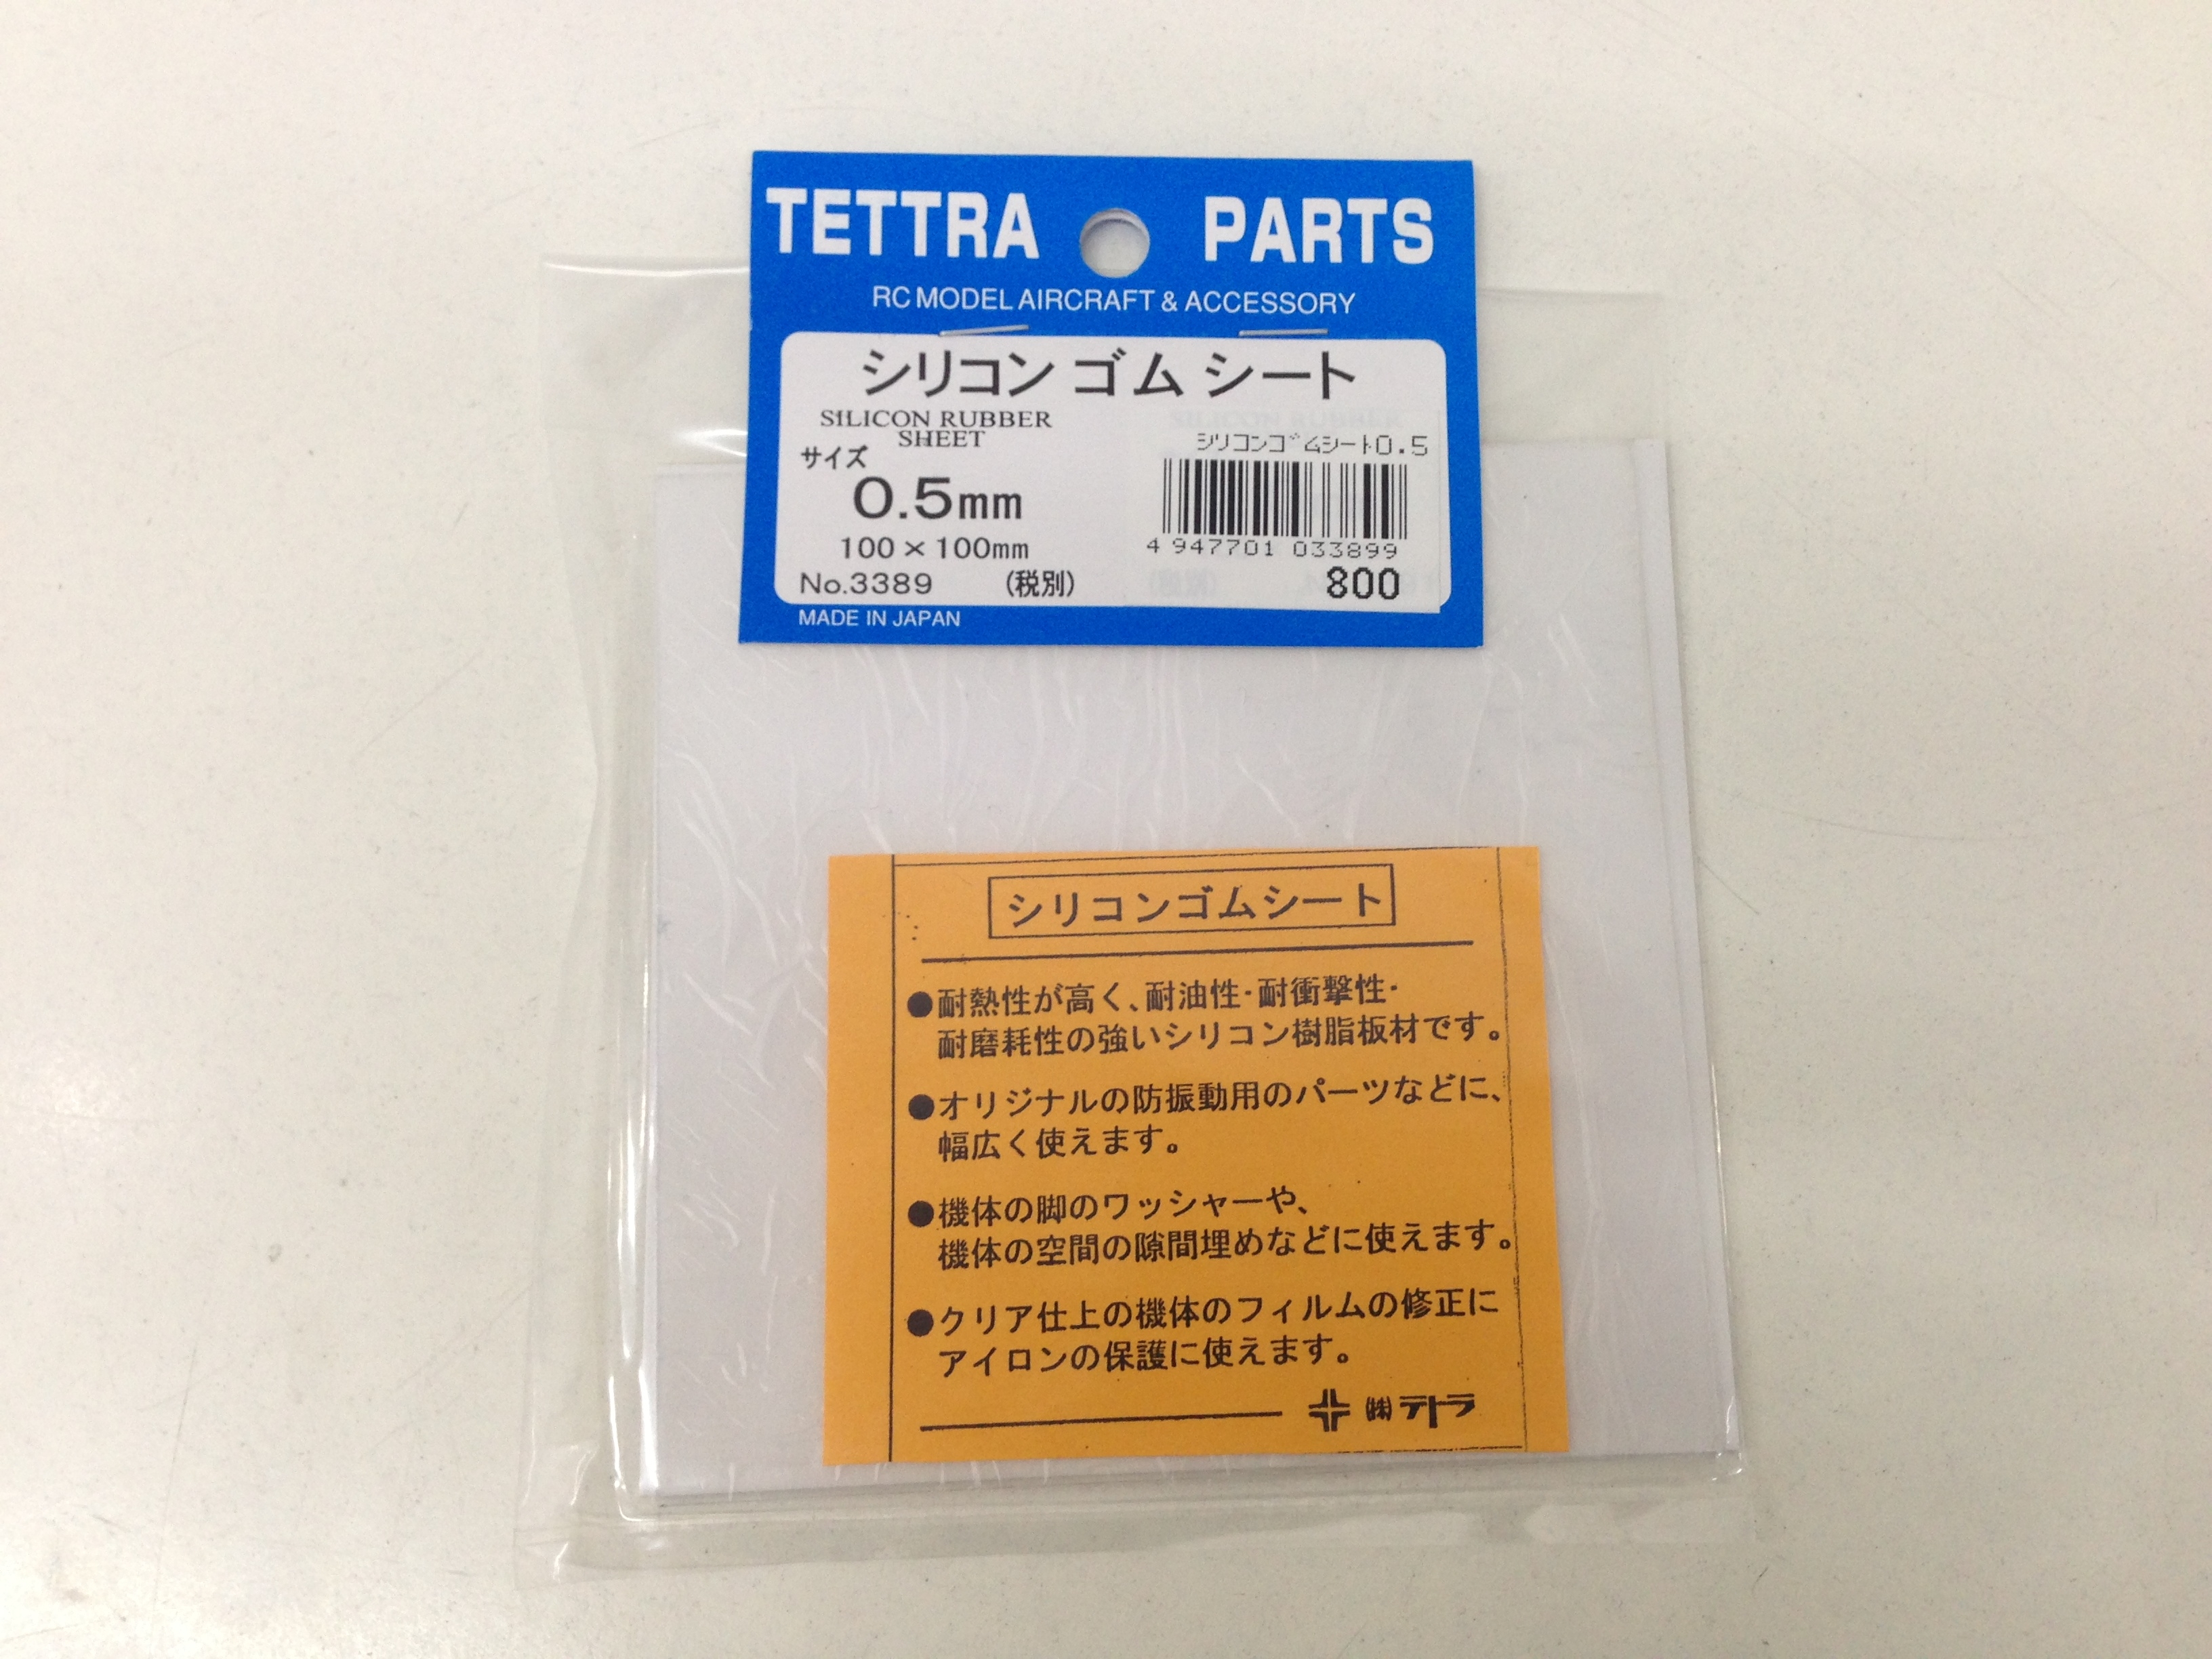 TETTRA PARTS
RC MODEL AIRCRAFT & ACCESSORY
シリコン ゴム シート
SILICON RUBBER
SHEET
サイズ
0.5mm
100×100mm
No.3389 (税別)
シリコンゴムシート0.5
4 947701 033899
800
MADE IN JAPAN
シリコンゴムシート
●耐熱性が高く、耐油性・耐衝撃性・
耐磨耗性の強いシリコン樹脂板材です。
●オリジナルの防振動用のパーツなどに、
幅広く使えます。
●機体の脚のワッシャーや、
機体の空間の隙間埋めなどに使えます。
●クリア仕上の機体のフィルムの修正に
アイロンの保護に使えます。
㈱テトラ